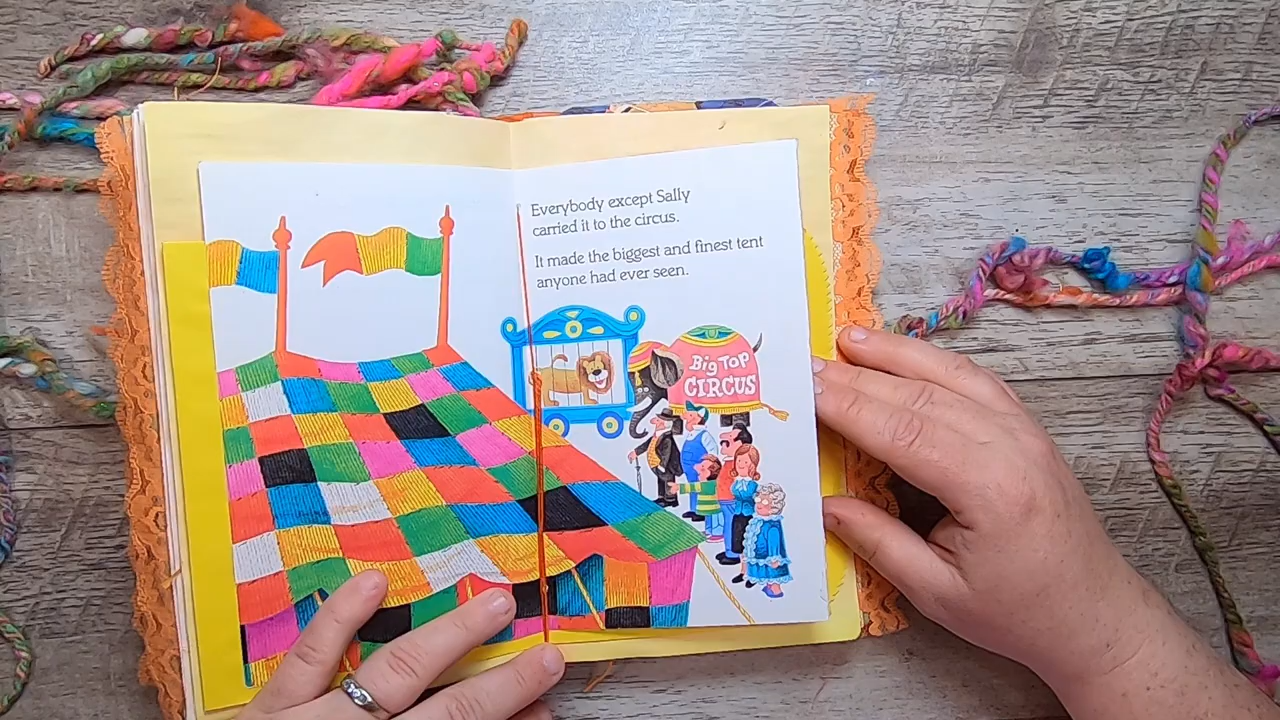 Everybody except Sally
carried it to the circus.
It made the biggest and finest tent
anyone had ever seen.
Big Top
CIRCUS